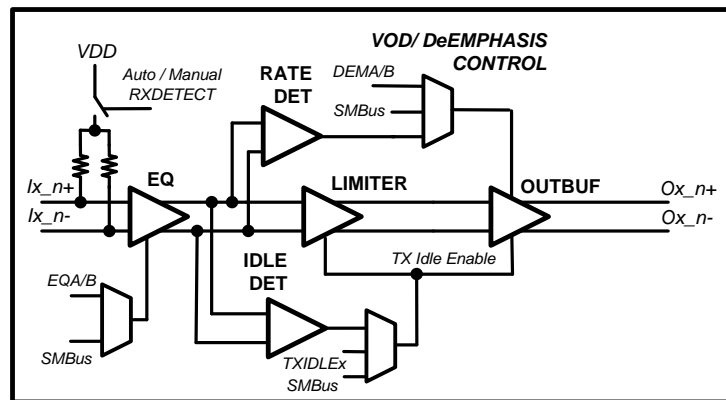 VDD
Auto / Manual
RXDETECT
RATE
DET
VOD/ DeEMPHASIS
CONTROL
DEMA/B
SMBus
Ix_n+
Ix_n-
EQ
LIMITER
OUTBUF
Ox_n+
Ox_n-
TX Idle Enable
IDLE
DET
EQA/B
SMBus
TXIDLEx
SMBus